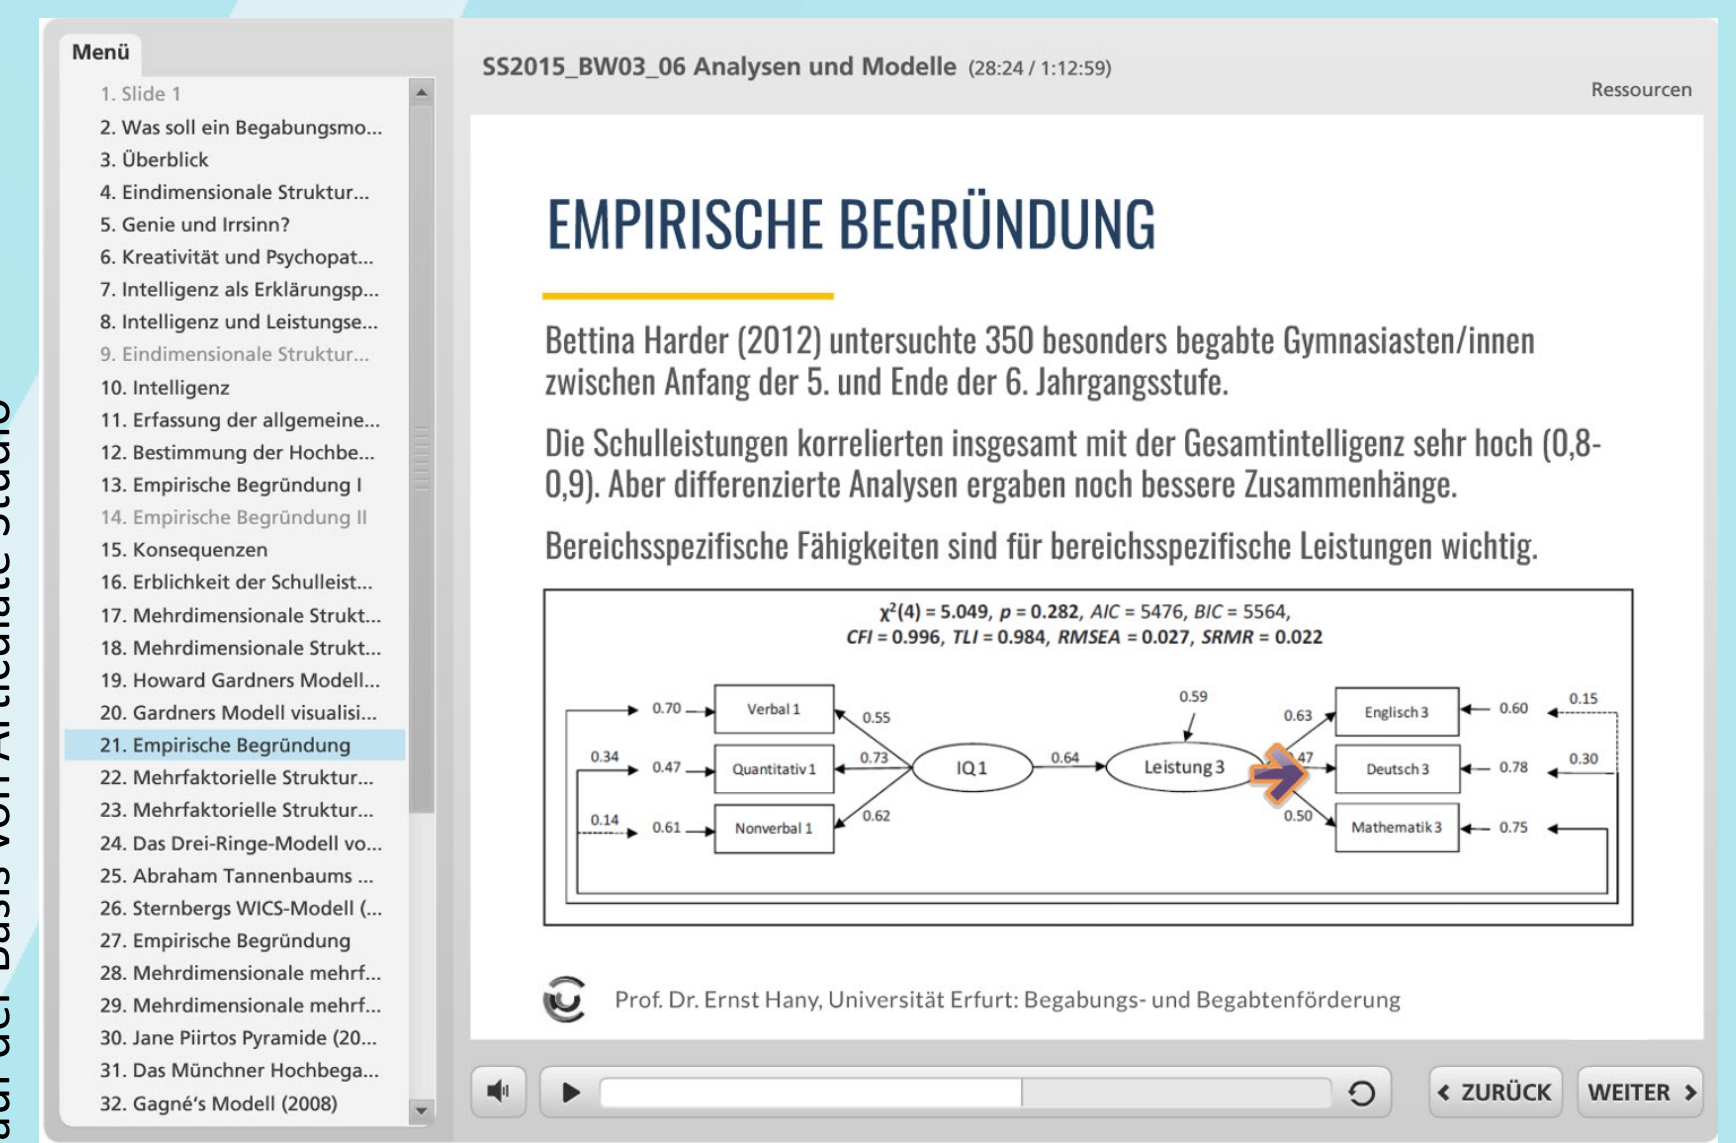 auf der Basis von Articulate Studio
Menü
1. Slide 1
2. Was soll ein Begabungsmo...
3. Überblick
4. Eindimensionale Struktur...
5. Genie und Irrsinn?
6. Kreativität und Psychopat...
7. Intelligenz als Erklärungsp...
8. Intelligenz und Leistungse...
9. Eindimensionale Struktur...
10. Intelligenz
11. Erfassung der allgemeine...
12. Bestimmung der Hochbe...
13. Empirische Begründung I
14. Empirische Begründung II
15. Konsequenzen
16. Erblichkeit der Schulleist...
17. Mehrdimensionale Strukt...
18. Mehrdimensionale Strukt...
19. Howard Gardners Modell...
20. Gardners Modell visualisi...
21. Empirische Begründung
22. Mehrfaktorielle Struktur...
23. Mehrfaktorielle Struktur...
24. Das Drei-Ringe-Modell vo...
25. Abraham Tannenbaums ...
26. Sternbergs WICS-Modell (...
27. Empirische Begründung
28. Mehrdimensionale mehrf...
29. Mehrdimensionale mehrf...
30. Jane Piirtos Pyramide (20...
31. Das Münchner Hochbega...
32. Gagné's Modell (2008)
SS2015_BW03_06 Analysen und Modelle (28:24 / 1:12:59)
Ressourcen
EMPIRISCHE BEGRÜNDUNG
Bettina Harder (2012) untersuchte 350 besonders begabte Gymnasiasten/innen
zwischen Anfang der 5. und Ende der 6. Jahrgangsstufe.
Die Schulleistungen korrelierten insgesamt mit der Gesamtintelligenz sehr hoch (0,8-
0,9). Aber differenzierte Analysen ergaben noch bessere Zusammenhänge.
Bereichsspezifische Fähigkeiten sind für bereichsspezifische Leistungen wichtig.
χ²(4) = 5.049, p = 0.282, AIC = 5476, BIC = 5564,
CFI = 0.996, TLI = 0.984, RMSEA = 0.027, SRMR = 0.022
0.70 Verbal 1 0.55 0.59 0.63 Englisch 3 0.60 0.15
0.34 0.47 Quantitativ 1 0.73 IQ 1 0.64 Leistung 3 47 Deutsch 3 0.78 0.30
0.14 0.61 Nonverbal 1 0.62 0.50 Mathematik 3 0.75
Prof. Dr. Ernst Hany, Universität Erfurt: Begabungs- und Begabtenförderung
ZURÜCK
WEITER